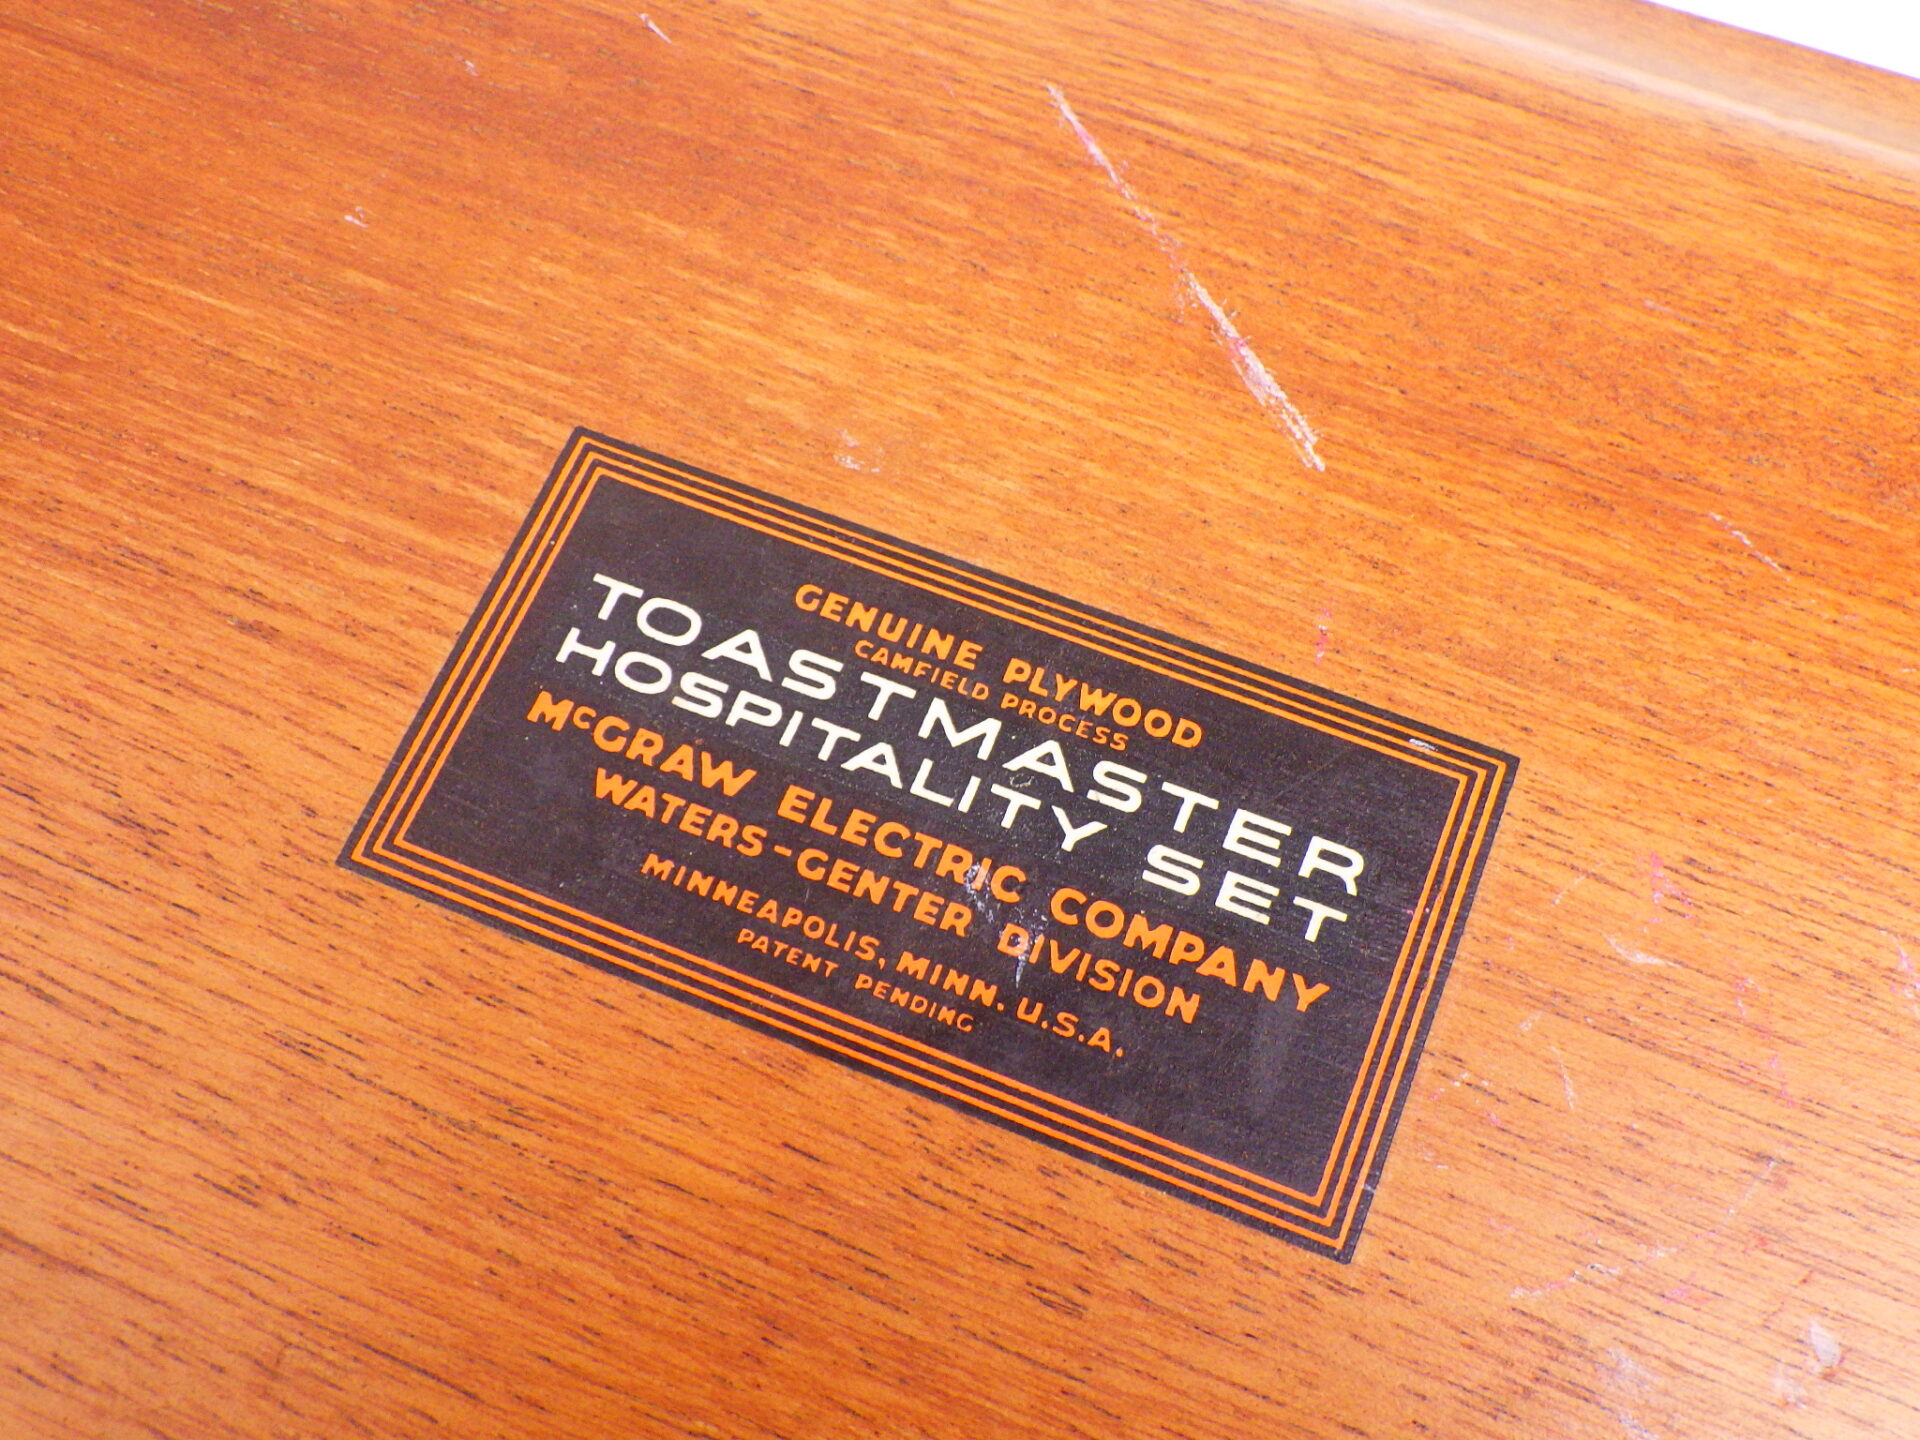 GENUINE PLYWOOD
CAMFIELD PROCESS
TOASTMASTER
HOSPITALITY SET
McGRAW ELECTRIC COMPANY
WATERS-GENTER DIVISION
MINNEAPOLIS, MINN. U.S.A.
PATENT PENDING